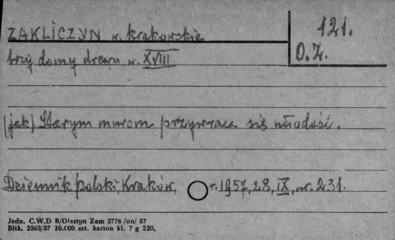 ZAKLICZYN w. krakowskie
121.
O.Z.
trzy domy drewn w. XVIII
(jak) Starym murom przywraca się młodość.
Dziennik polski, Kraków, r. 1957, 28, IX, nr. 231.
Jedn. C.W.D B/Olsztyn Zam 2776 /on/ 57
Bltk. 2563/57 10.000 szt. karton kl. 7 g 220.